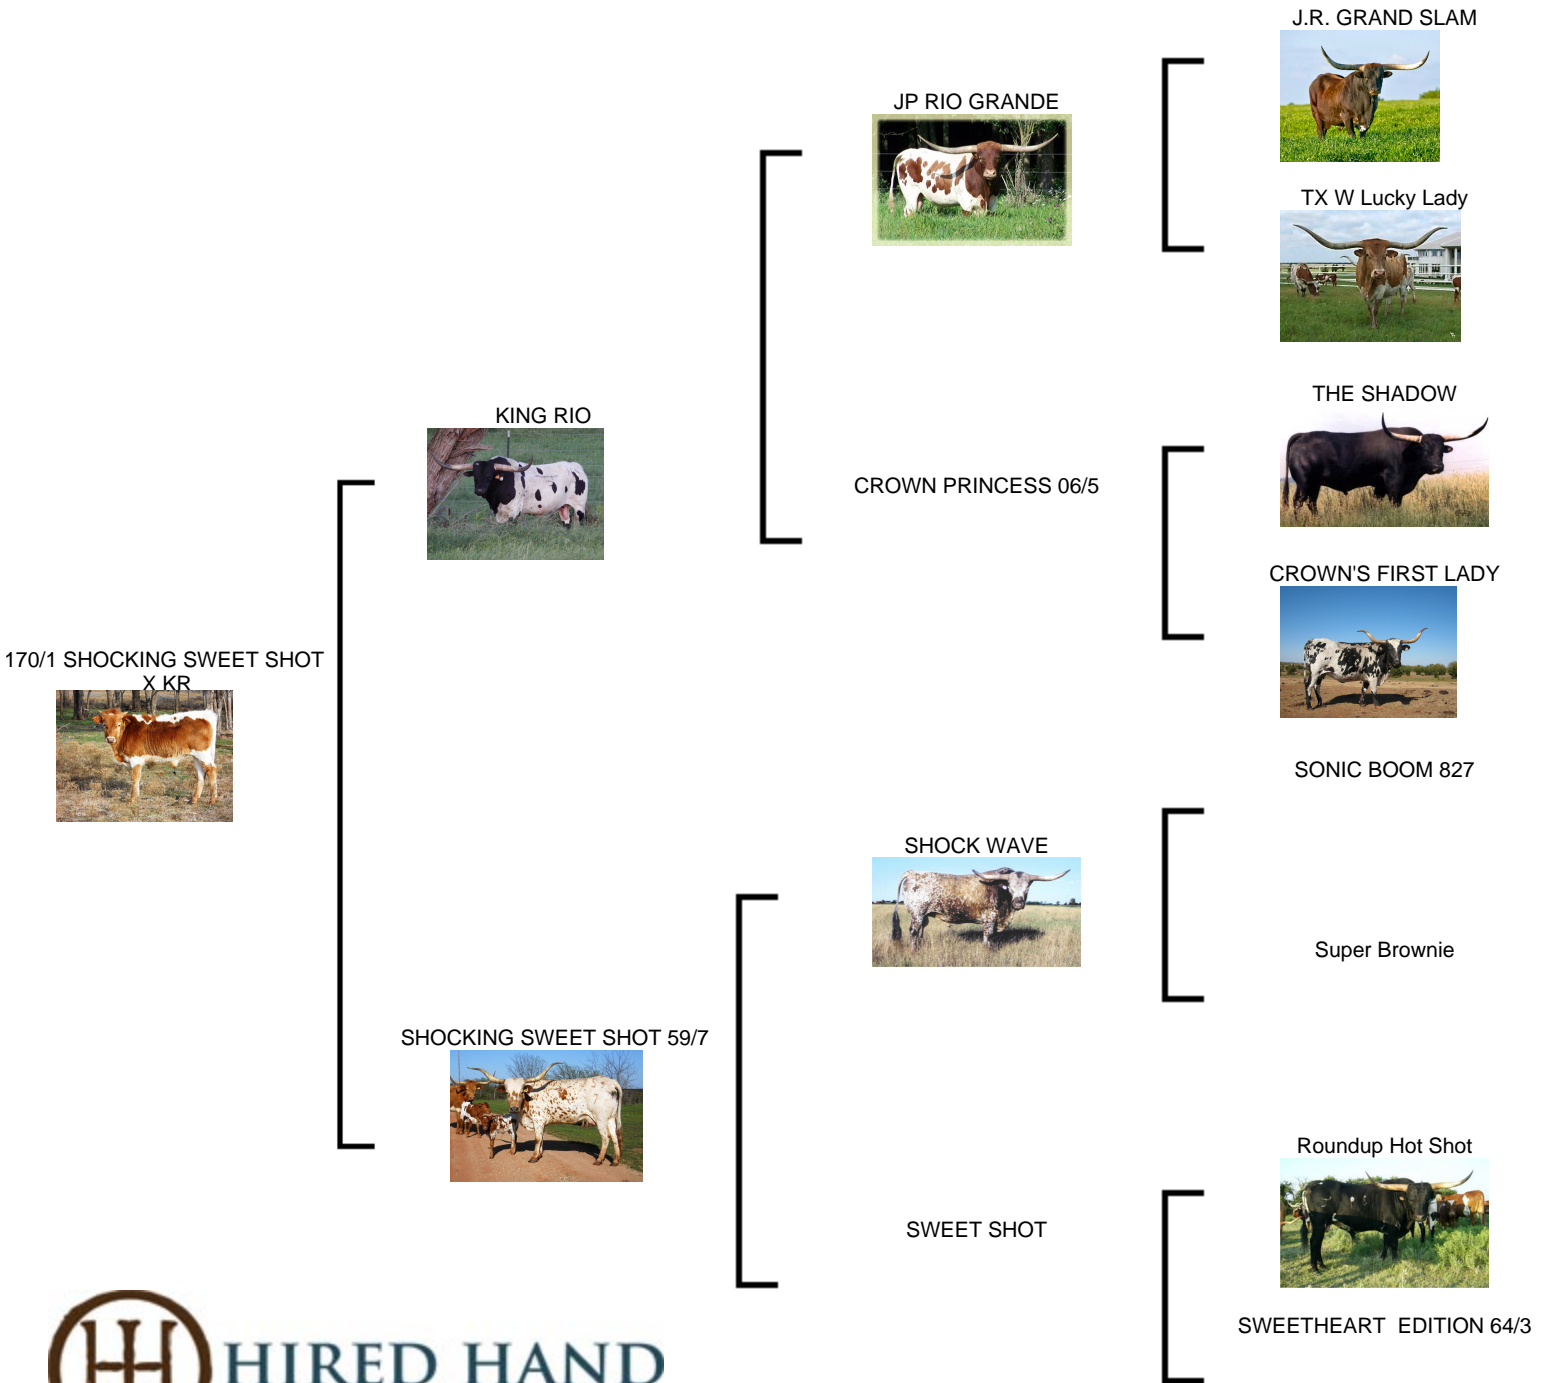 J.R. GRAND SLAM
JP RIO GRANDE
TX W Lucky Lady
THE SHADOW
KING RIO
CROWN PRINCESS 06/5
CROWN'S FIRST LADY
170/1 SHOCKING SWEET SHOT
X KR
SONIC BOOM 827
SHOCK WAVE
Super Brownie
SHOCKING SWEET SHOT 59/7
Roundup Hot Shot
SWEET SHOT
SWEETHEART  EDITION 64/3
HIRED HAND